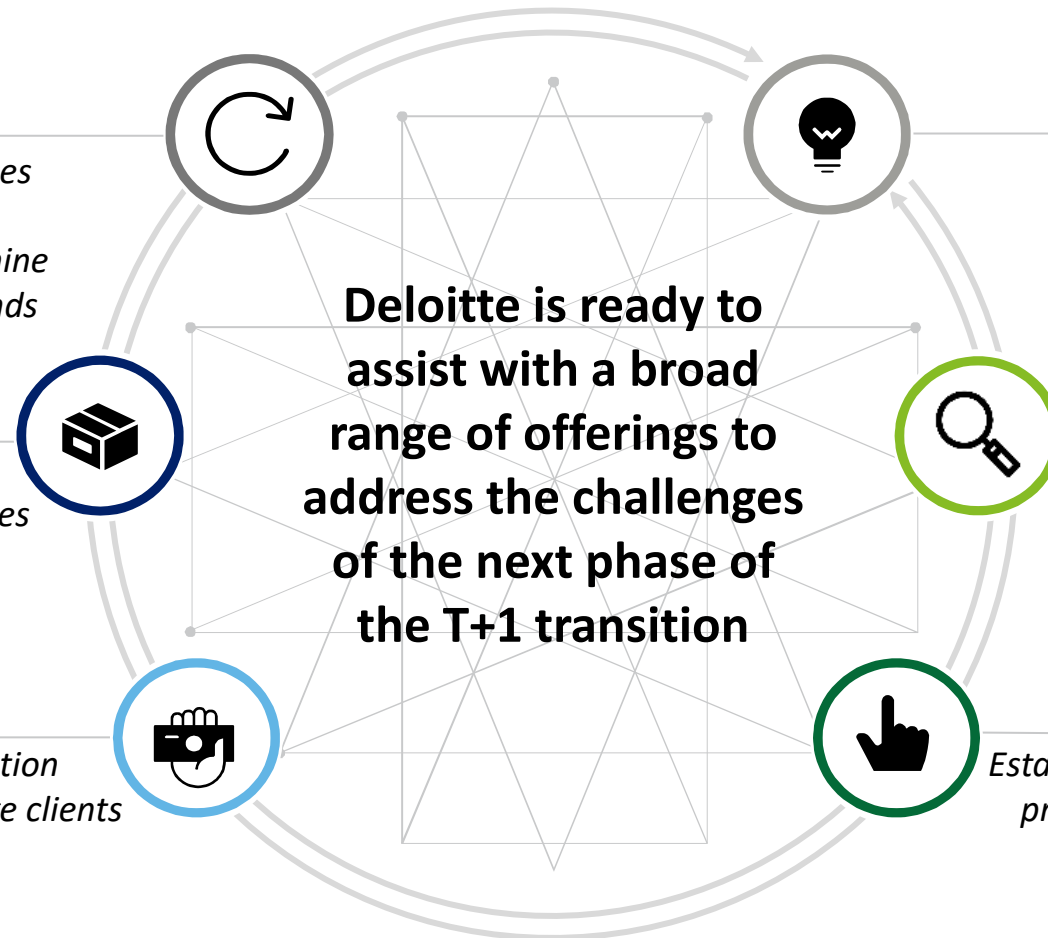 es
nine
nds
Deloitte is ready to
assist with a broad
range of offerings to
address the challenges
of the next phase of
the T+1 transition
es
tion
e clients
Esta
pr